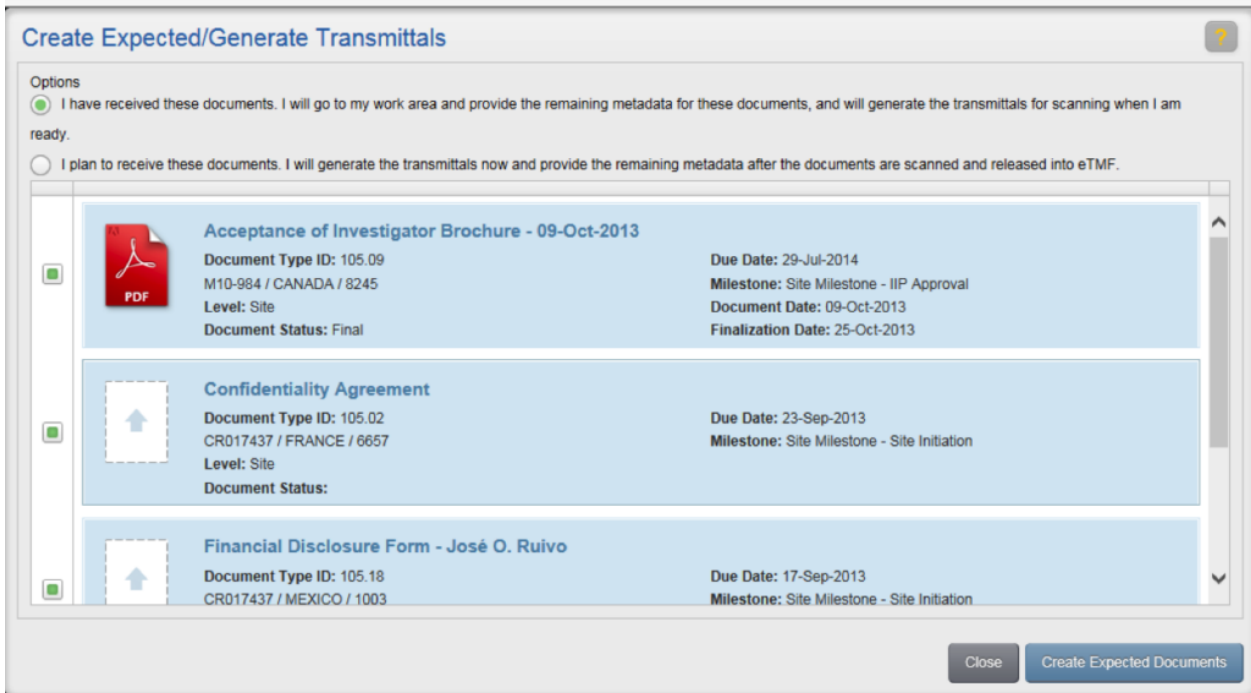 Create Expected/Generate Transmittals
?
Options
I have received these documents. I will go to my work area and provide the remaining metadata for these documents, and will generate the transmittals for scanning when I am
ready.
I plan to receive these documents. I will generate the transmittals now and provide the remaining metadata after the documents are scanned and released into eTMF.
PDF
Acceptance of Investigator Brochure - 09-Oct-2013
Document Type ID: 105.09
M10-984 / CANADA / 8245
Level: Site
Document Status: Final
Due Date: 29-Jul-2014
Milestone: Site Milestone - IIP Approval
Document Date: 09-Oct-2013
Finalization Date: 25-Oct-2013
Confidentiality Agreement
Document Type ID: 105.02
CR017437 / FRANCE / 6657
Level: Site
Document Status:
Due Date: 23-Sep-2013
Milestone: Site Milestone - Site Initiation
Financial Disclosure Form - José O. Ruivo
Document Type ID: 105.18
CR017437 / MEXICO / 1003
Due Date: 17-Sep-2013
Milestone: Site Milestone - Site Initiation
Close
Create Expected Documents